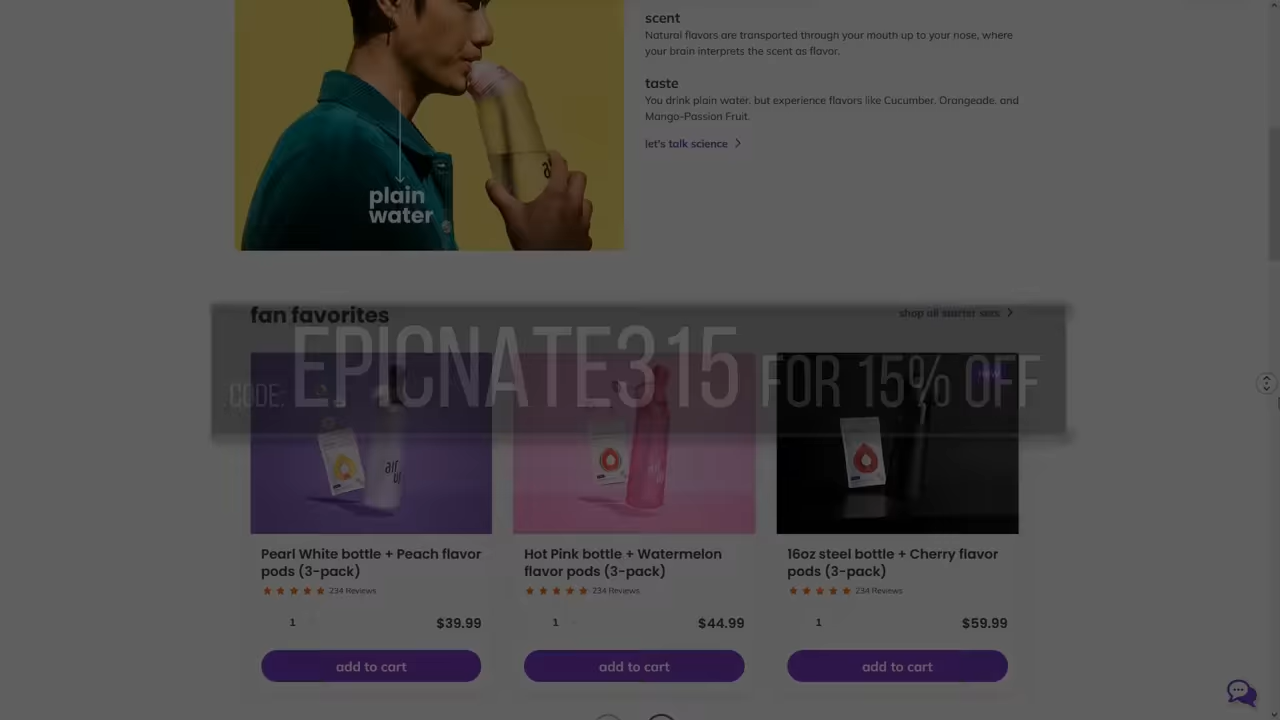 scent
Natural flavors are transported through your mouth up to your nose, where
your brain interprets the scent as flavor.
taste
You drink plain water, but experience flavors like Cucumber, Orangeade, and
Mango-Passion Fruit.
let's talk science
plain
water
fan favorites
shop all starter sets
CODE: EPICNATE315 FOR 15% OFF
new
air
Pearl White bottle + Peach flavor
pods (3-pack)
234 Reviews
1
$39.99
add to cart
Hot Pink bottle + Watermelon
flavor pods (3-pack)
234 Reviews
1
$44.99
add to cart
16oz steel bottle + Cherry flavor
pods (3-pack)
234 Reviews
1
$59.99
add to cart